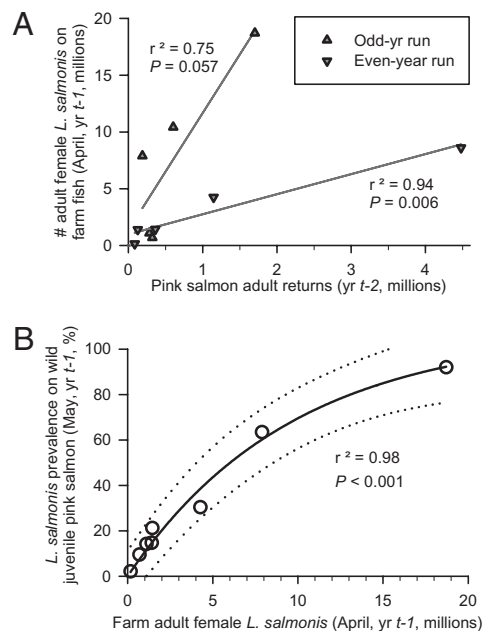 A
# adult female L. salmonis on
farm fish (April, yr t-1, millions)
20
15
10
5
0
r ² = 0.75
P = 0.057
Odd-yr run
Even-year run
r ² = 0.94
P = 0.006
0 1 2 3 4
Pink salmon adult returns (yr t-2, millions)
B
L. salmonis prevalence on wild
juvenile pink salmon (May, yr t-1, %)
100
80
60
40
20
0
r ² = 0.98
P < 0.001
0 5 10 15 20
Farm adult female L. salmonis (April, yr t-1, millions)